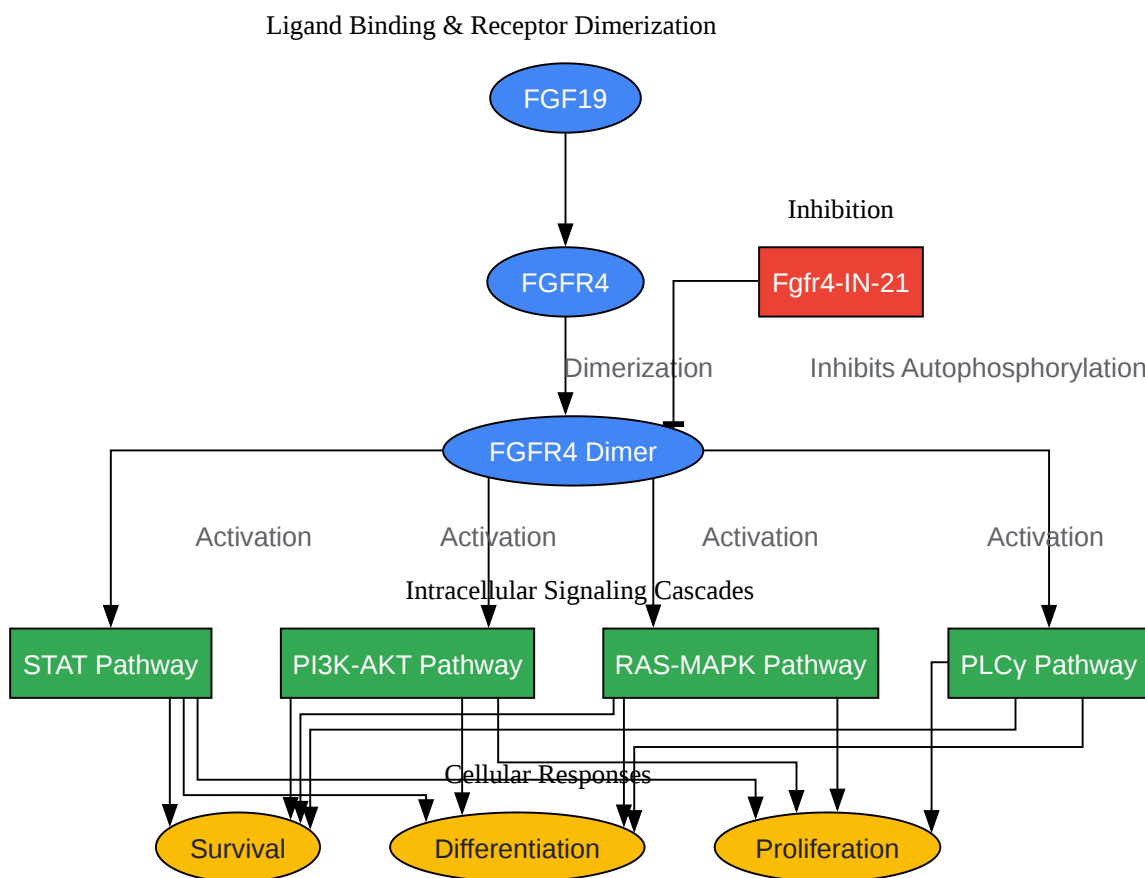 Ligand Binding & Receptor Dimerization
FGF19
Inhibition
FGFR4
Fgfr4-IN-21
Dimerization
Inhibits Autophosphorylation
FGFR4 Dimer
Activation
Activation
Activation
Activation
Intracellular Signaling Cascades
STAT Pathway
PI3K-AKT Pathway
RAS-MAPK Pathway
PLCγ Pathway
Cellular Responses
Survival
Differentiation
Proliferation